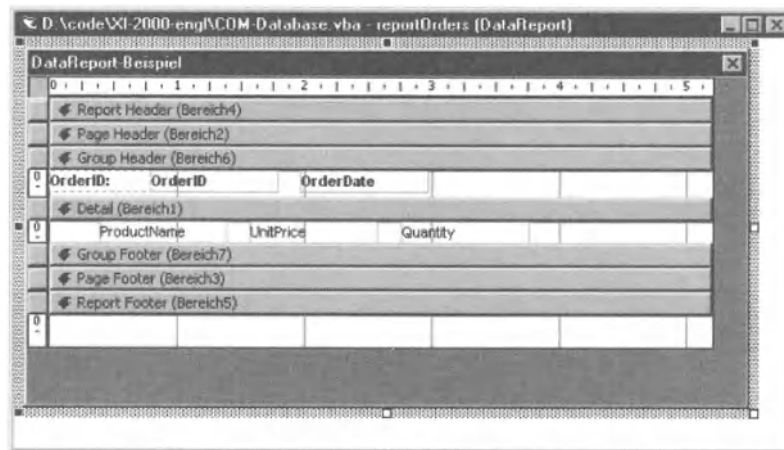 D:\code\Xl-2000-engl\COM-Database.vba - reportOrders (DataReport)
DataReport-Beispiel
0 1 2 3 4 5
Report Header (Bereich4)
Page Header (Bereich2)
Group Header (Bereich6)
0 OrderID: OrderID OrderDate
Detail (Bereich1)
0 ProductName UnitPrice Quantity
Group Footer (Bereich7)
Page Footer (Bereich3)
Report Footer (Bereich5)
0